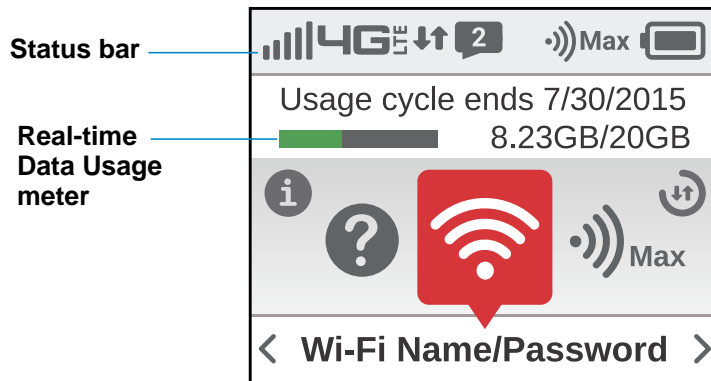 Status bar
4G LTE 2 Max
Usage cycle ends 7/30/2015
Real-time
Data Usage
meter
8.23GB/20GB
i
? Max
< Wi-Fi Name/Password >